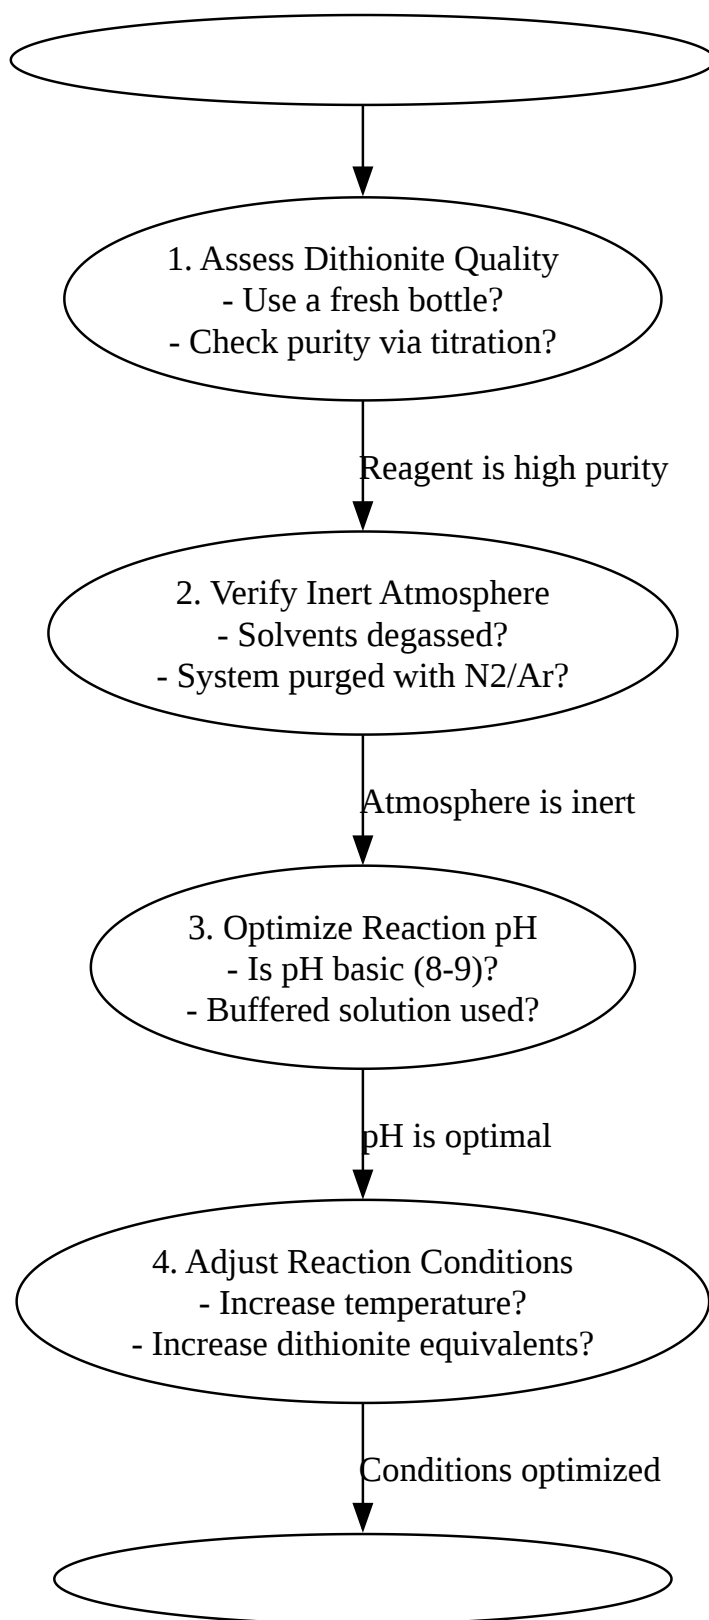 1. Assess Dithionite Quality
- Use a fresh bottle?
- Check purity via titration?
Reagent is high purity
2. Verify Inert Atmosphere
- Solvents degassed?
- System purged with N2/Ar?
Atmosphere is inert
3. Optimize Reaction pH
- Is pH basic (8-9)?
- Buffered solution used?
pH is optimal
4. Adjust Reaction Conditions
- Increase temperature?
- Increase dithionite equivalents?
Conditions optimized